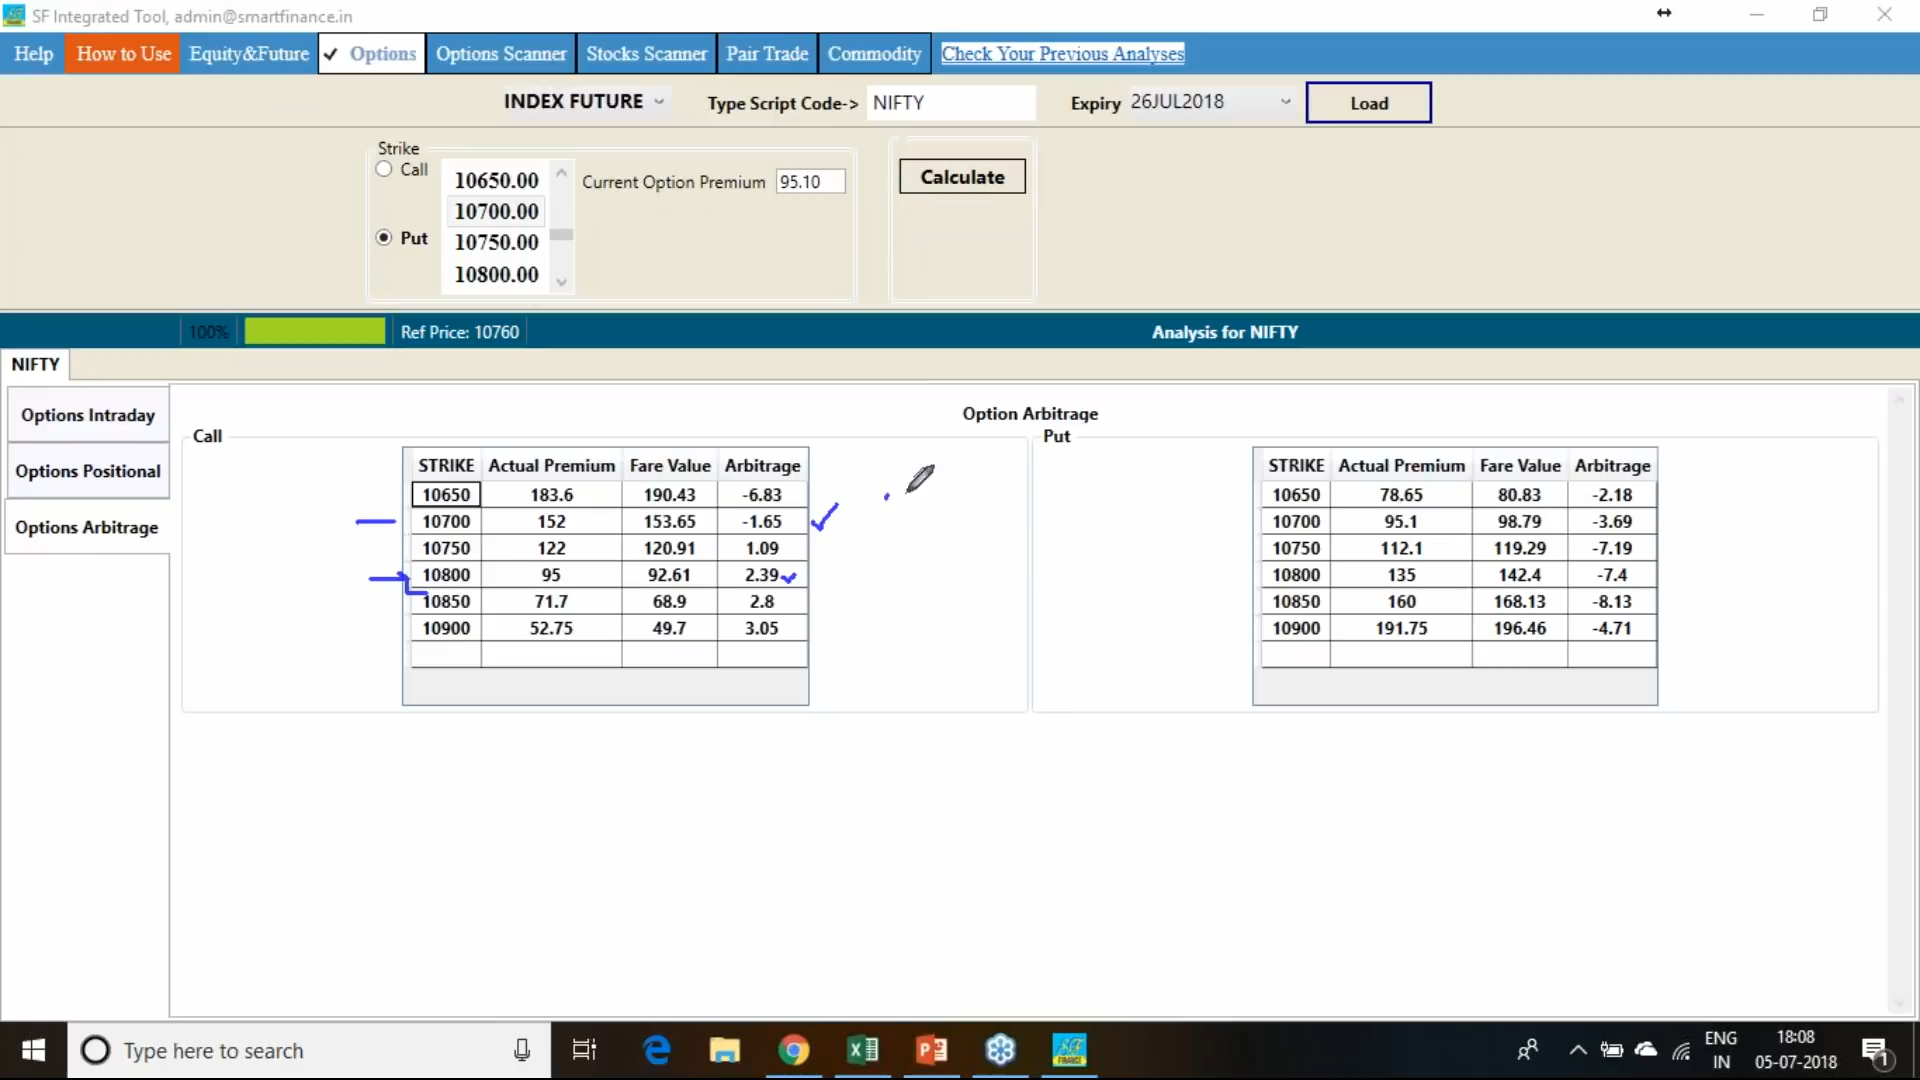 SF Integrated Tool, admin@smartfinance.in
Help How to Use Equity&Future ✓ Options Options Scanner Stocks Scanner Pair Trade Commodity Check Your Previous Analyses
INDEX FUTURE Type Script Code-> NIFTY Expiry 26JUL2018 Load
Strike
Call
Put
10650.00
10700.00
10750.00
10800.00
Current Option Premium 95.10
Calculate
100% Ref Price: 10760 Analysis for NIFTY
NIFTY
Options Intraday
Options Positional
Options Arbitrage
Option Arbitrage
Call
STRIKE Actual Premium Fare Value Arbitrage
10650 183.6 190.43 -6.83
10700 152 153.65 -1.65
10750 122 120.91 1.09
10800 95 92.61 2.39
10850 71.7 68.9 2.8
10900 52.75 49.7 3.05
Put
STRIKE Actual Premium Fare Value Arbitrage
10650 78.65 80.83 -2.18
10700 95.1 98.79 -3.69
10750 112.1 119.29 -7.19
10800 135 142.4 -7.4
10850 160 168.13 -8.13
10900 191.75 196.46 -4.71
Type here to search
ENG
IN
18:08
05-07-2018
1